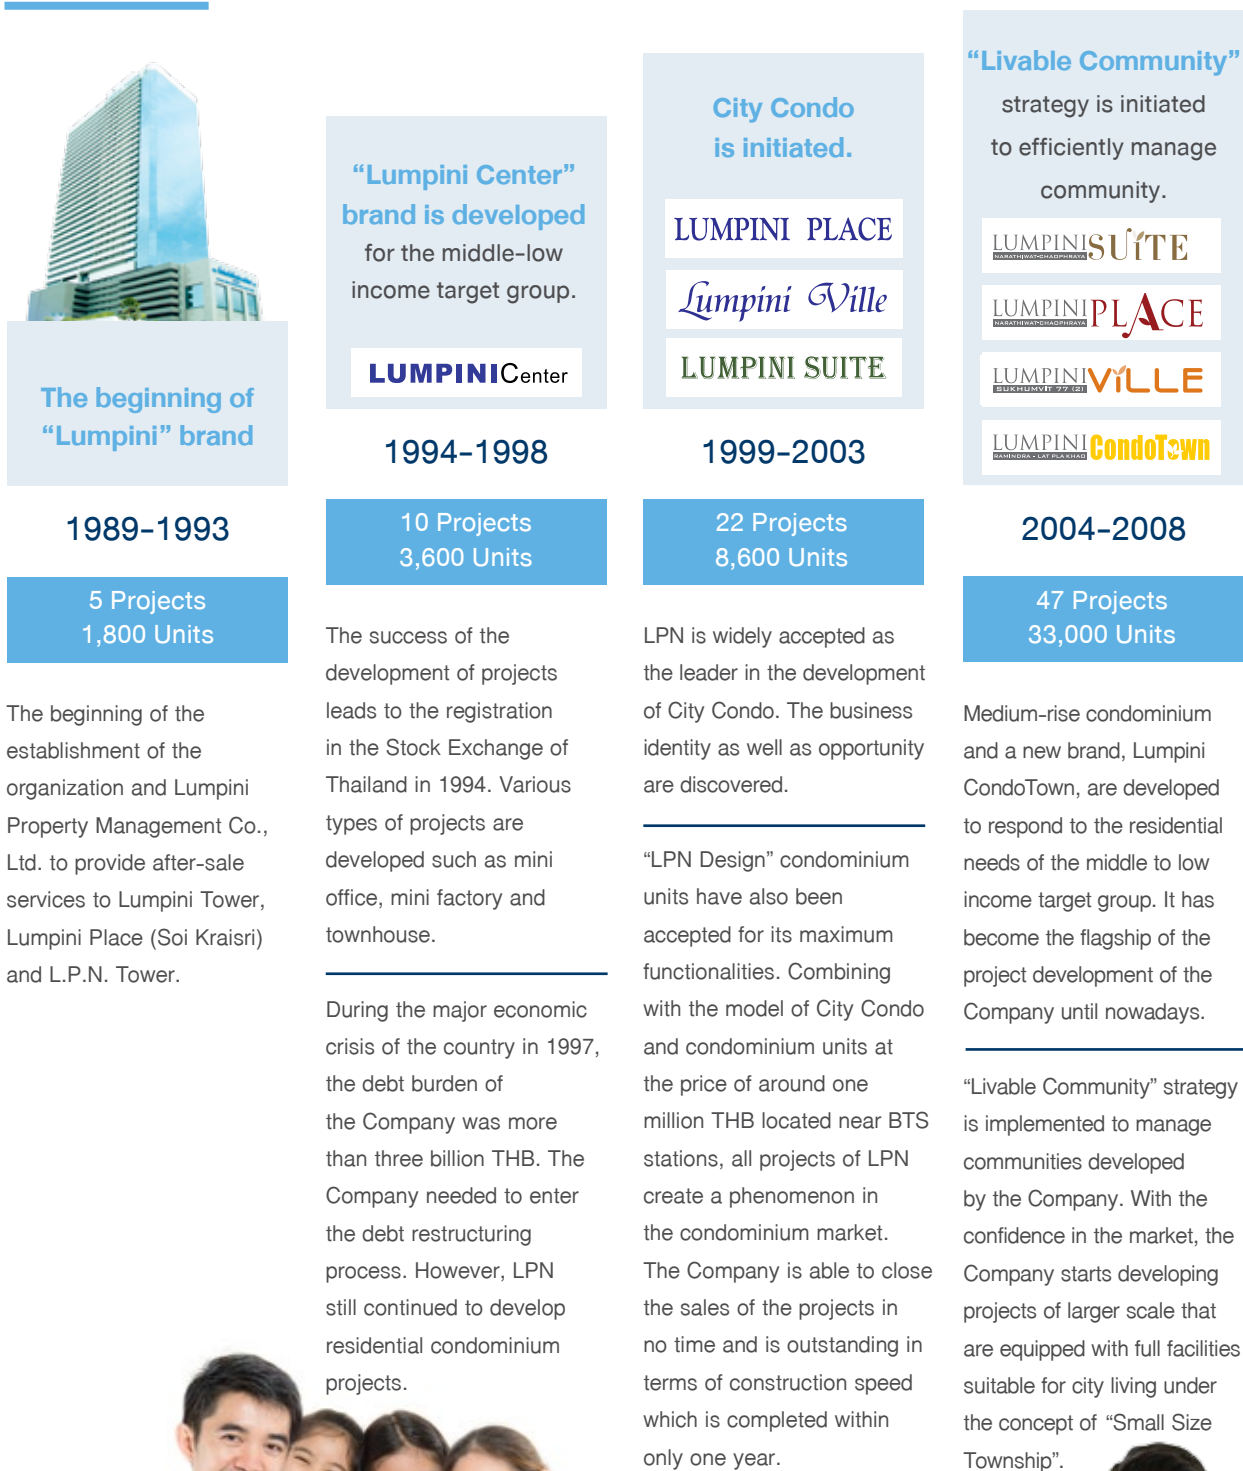 The beginning of
“Lumpini” brand
1989-1993
5 Projects
1,800 Units
The beginning of the
establishment of the
organization and Lumpini
Property Management Co.,
Ltd. to provide after-sale
services to Lumpini Tower,
Lumpini Place (Soi Kraisri)
and L.P.N. Tower.
“Lumpini Center”
brand is developed
for the middle-low
income target group.
LUMPINICenter
1994-1998
10 Projects
3,600 Units
The success of the
development of projects
leads to the registration
in the Stock Exchange of
Thailand in 1994. Various
types of projects are
developed such as mini
office, mini factory and
townhouse.
During the major economic
crisis of the country in 1997,
the debt burden of
the Company was more
than three billion THB. The
Company needed to enter
the debt restructuring
process. However, LPN
still continued to develop
residential condominium
projects.
City Condo
is initiated.
LUMPINI PLACE
Lumpini Ville
LUMPINI SUITE
1999-2003
22 Projects
8,600 Units
LPN is widely accepted as
the leader in the development
of City Condo. The business
identity as well as opportunity
are discovered.
“LPN Design” condominium
units have also been
accepted for its maximum
functionalities. Combining
with the model of City Condo
and condominium units at
the price of around one
million THB located near BTS
stations, all projects of LPN
create a phenomenon in
the condominium market.
The Company is able to close
the sales of the projects in
no time and is outstanding in
terms of construction speed
which is completed within
only one year.
“Livable Community”
strategy is initiated
to efficiently manage
community.
LUMPINI SUITE
NARATHIWAT-CHAOPHRAYA
LUMPINI PLACE
NARATHIWAT-CHAOPHRAYA
LUMPINI VILLE
SUKHUMVIT 77 (2)
LUMPINI CondoTown
RAMINDRA - LAT PLA KHAO
2004-2008
47 Projects
33,000 Units
Medium-rise condominium
and a new brand, Lumpini
CondoTown, are developed
to respond to the residential
needs of the middle to low
income target group. It has
become the flagship of the
project development of the
Company until nowadays.
“Livable Community” strategy
is implemented to manage
communities developed
by the Company. With the
confidence in the market, the
Company starts developing
projects of larger scale that
are equipped with full facilities
suitable for city living under
the concept of “Small Size
Township”.